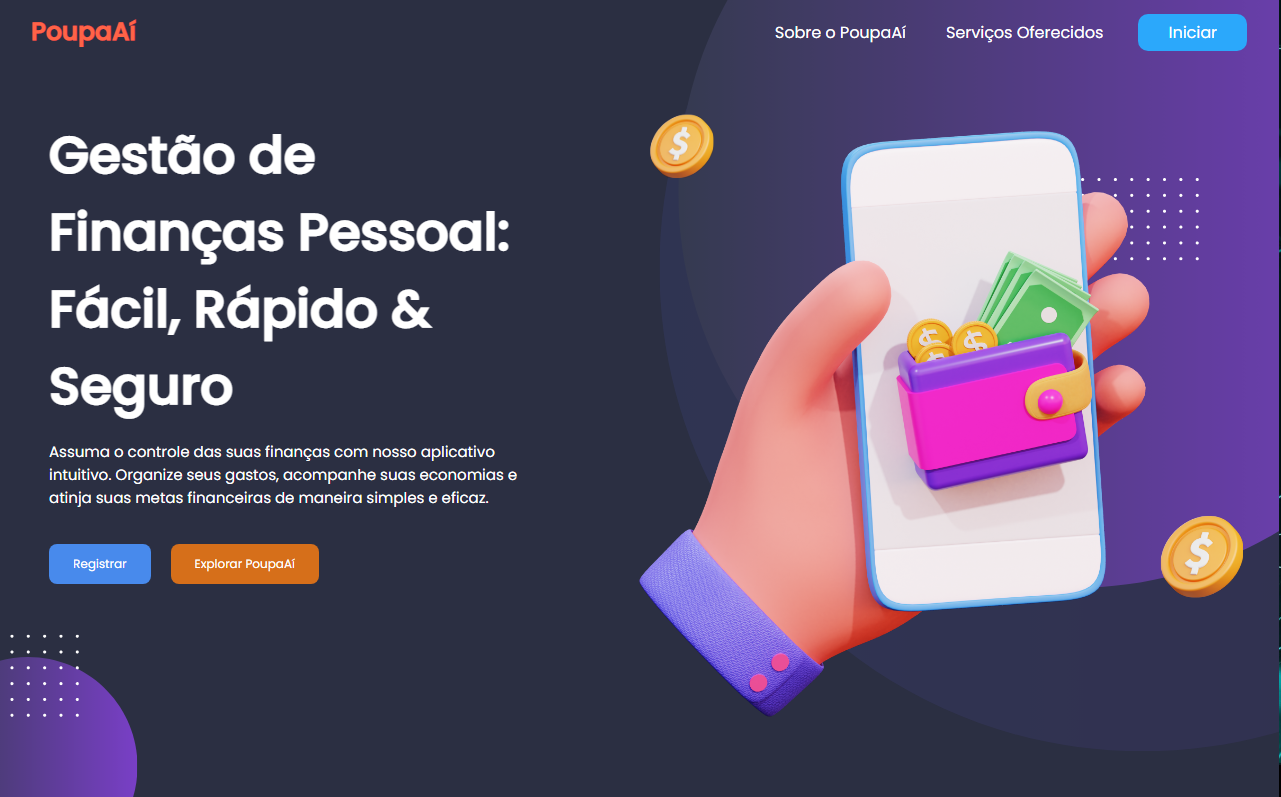 PoupaAí
Sobre o PoupaAí
Serviços Oferecidos
Iniciar
Gestão de
Finanças Pessoal:
Fácil, Rápido &
Seguro
Assuma o controle das suas finanças com nosso aplicativo
intuitivo. Organize seus gastos, acompanhe suas economias e
atinja suas metas financeiras de maneira simples e eficaz.
Registrar
Explorar PoupaAí